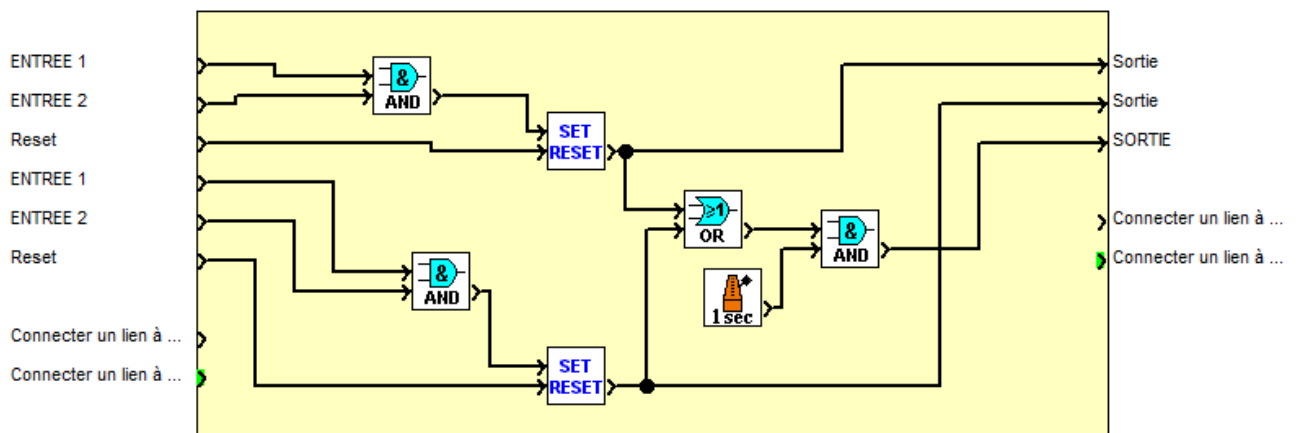 ENTREE 1
Sortie
&
AND
ENTREE 2
Sortie
Reset
SET
RESET
SORTIE
ENTREE 1
ENTREE 2
≥1
OR
&
AND
Connecter un lien à ...
Reset
&
AND
Connecter un lien à ...
1 sec
Connecter un lien à ...
SET
RESET
Connecter un lien à ...